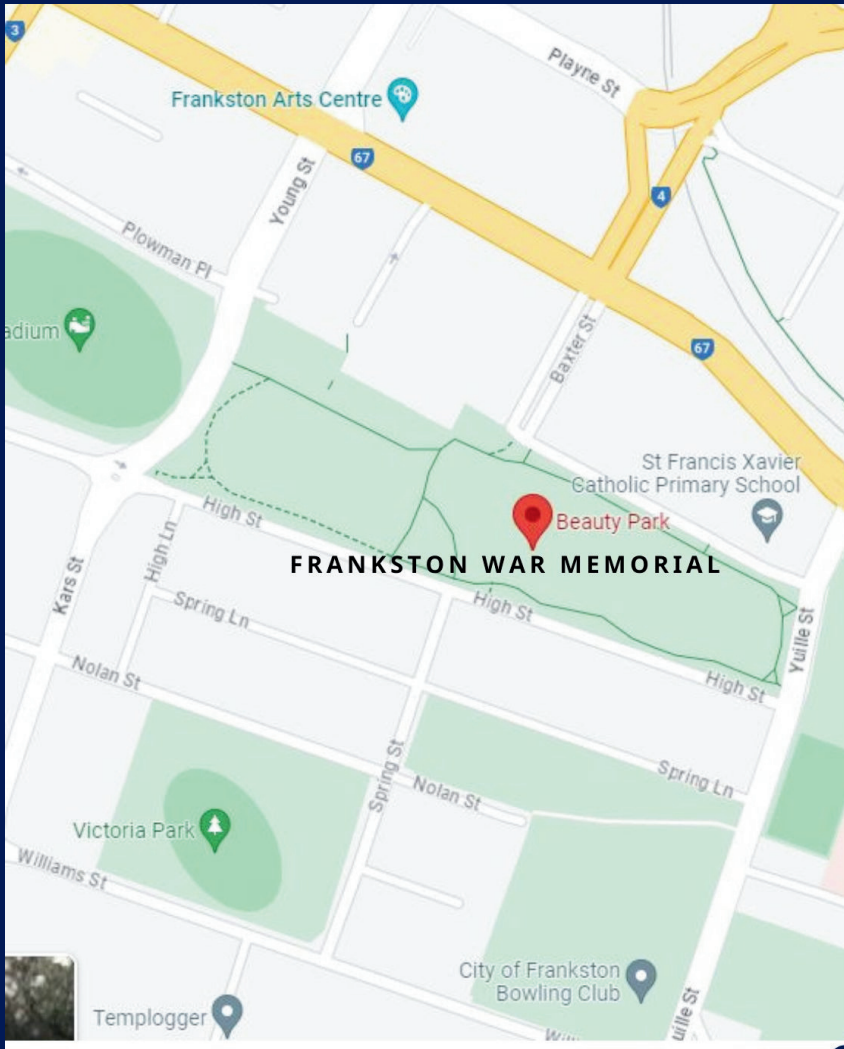 3
Playne St
Frankston Arts Centre
67
Young St
4
Plowman Pl
adium
Baxter St
67
St Francis Xavier
Catholic Primary School
Beauty Park
High St
High Ln
FRANKSTON WAR MEMORIAL
Kars St
Spring Ln
High St
Yuille St
Nolan St
High St
Spring St
Spring Ln
Nolan St
Victoria Park
Williams St
City of Frankston
Bowling Club
Templogger
uille St
Will